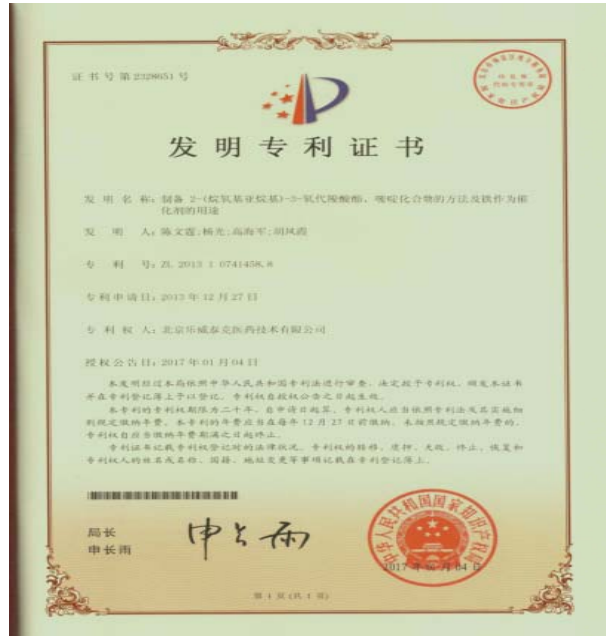 证书号第2328651号
发明专利证书
发 明 名 称：制备 2-(烷氧基亚烷基)-3-氧代羧酸酯、嘧啶化合物的方法及铁作为催
化剂的用途
发 明 人：陈文霆;杨光;高海军;胡凤霞
专 利 号：ZL 2013 1 0741458.8
专利申请日：2013年12月27日
专 利 权 人：北京乐威泰克医药技术有限公司
授权公告日：2017年01月04日
本发明经过本局依照中华人民共和国专利法进行审查，决定授予专利权，颁发本证书
并在专利登记簿上予以登记。专利权自授权公告之日起生效。
本专利的专利权期限为二十年，自申请日起算。专利权人应当依照专利法及其实施细
则规定缴纳年费。本专利的年费应当在每年12月27日前缴纳。未按照规定缴纳年费的，
专利权自应当缴纳年费期满之日起终止。
专利证书记载专利权登记时的法律状况。专利权的转移、质押、无效、终止、恢复和
专利权人的姓名或名称、国籍、地址变更等事项记载在专利登记簿上。
局长
申长雨
申长雨
中华人民共和国国家知识产权局
2017年01月04日
第1页(共1页)